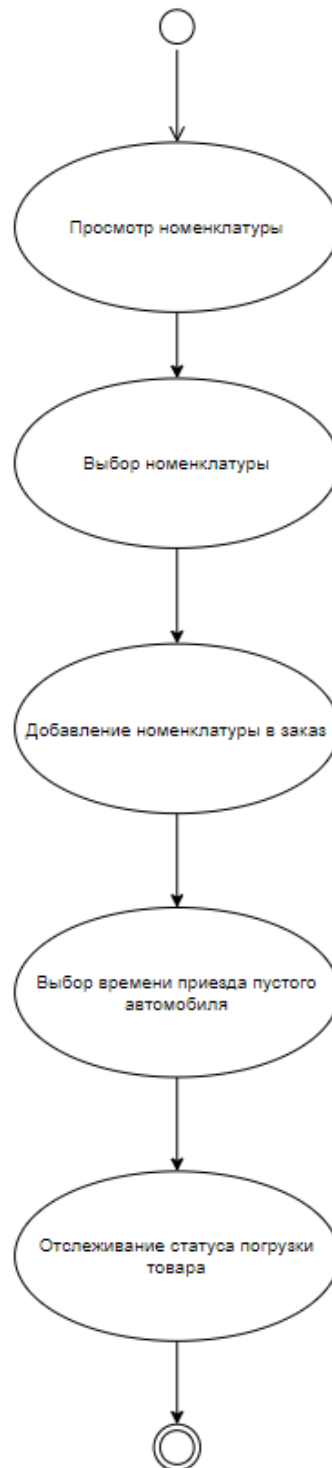 Просмотр номенклатуры
Выбор номенклатуры
Добавление номенклатуры в заказ
Выбор времени приезда пустого
автомобиля
Отслеживание статуса погрузки
товара